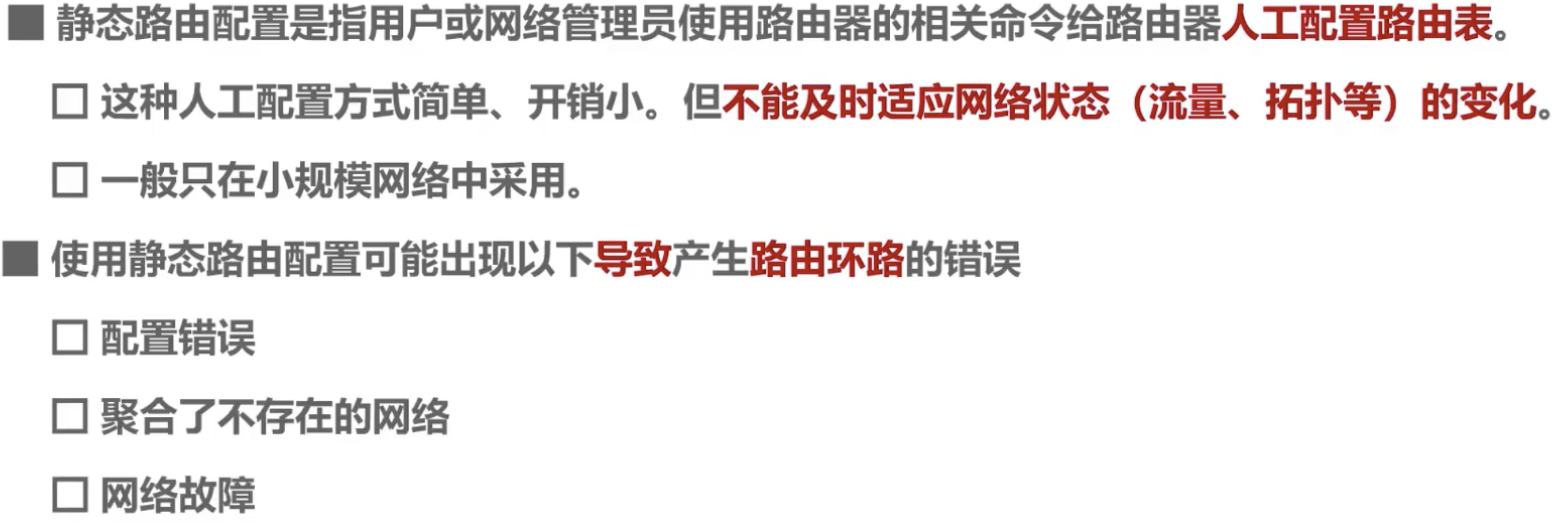 ■ 静态路由配置是指用户或网络管理员使用路由器的相关命令给路由器人工配置路由表。
□ 这种人工配置方式简单、开销小。但不能及时适应网络状态（流量、拓扑等）的变化。
□ 一般只在小规模网络中采用。
■ 使用静态路由配置可能出现以下导致产生路由环路的错误
□ 配置错误
□ 聚合了不存在的网络
□ 网络故障